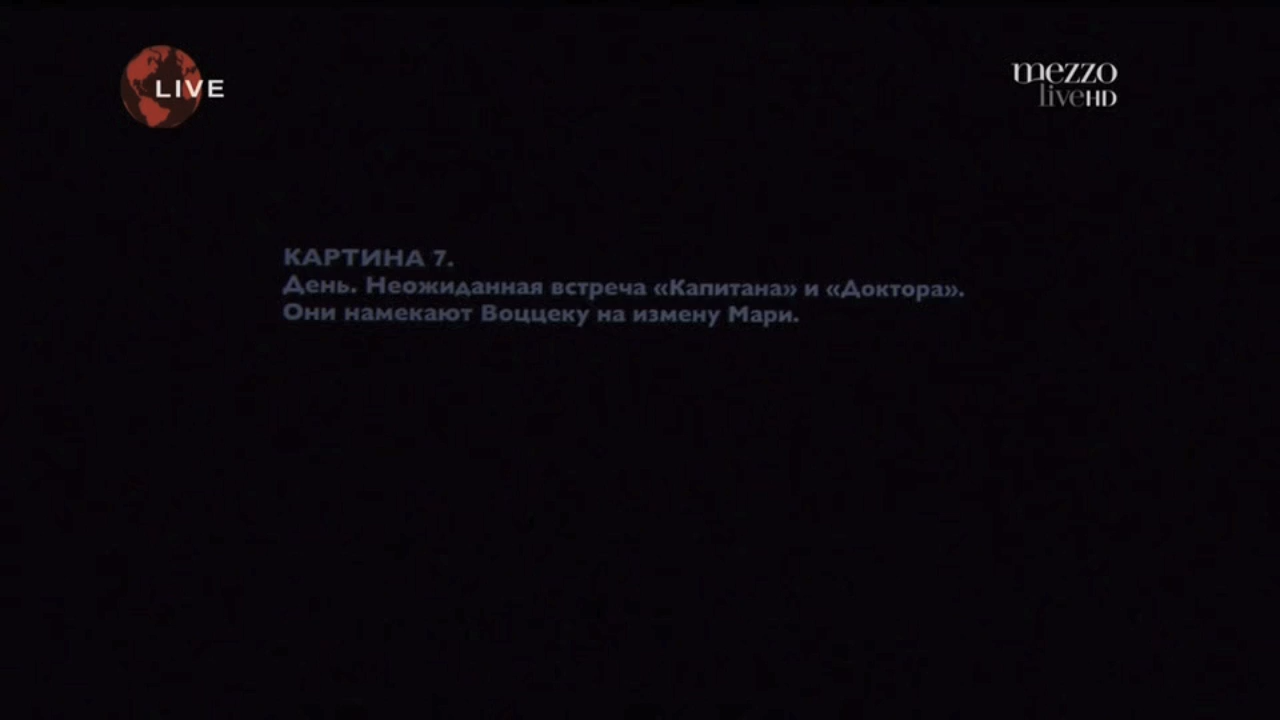 LIVE
mezzo
liveHD
КАРТИНА 7.
День. Неожиданная встреча «Капитана» и «Доктора».
Они намекают Воццеку на измену Мари.